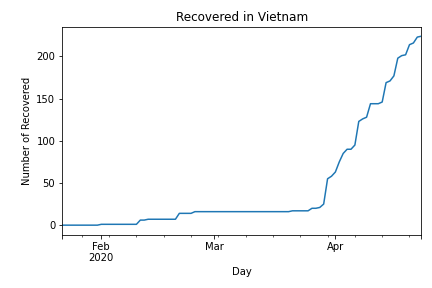 Recovered in Vietnam
Number of Recovered
200
150
100
50
0
Feb
2020
Mar
Apr
Day